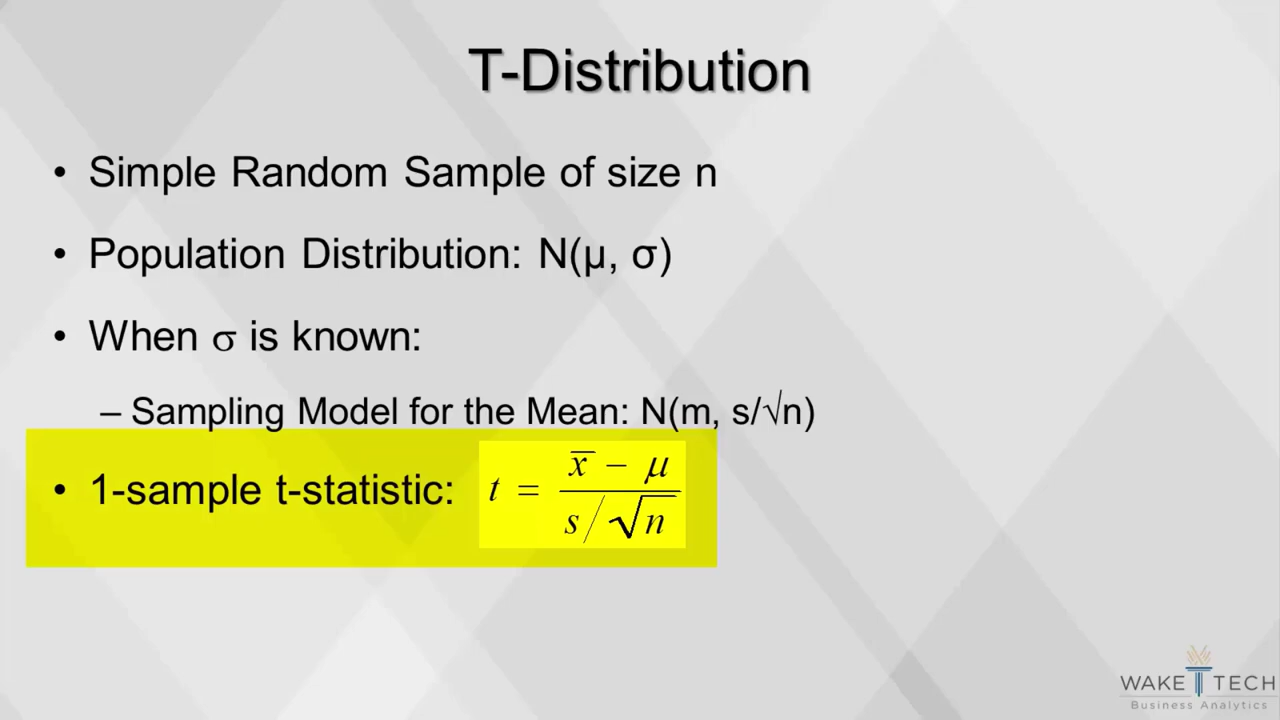 T-Distribution
• Simple Random Sample of size n
• Population Distribution: N(μ, σ)
• When σ is known:
– Sampling Model for the Mean: N(m, s/√n)
• 1-sample t-statistic: t = (x̄ − μ) / (s/√n)
WAKE TECH
Business Analytics